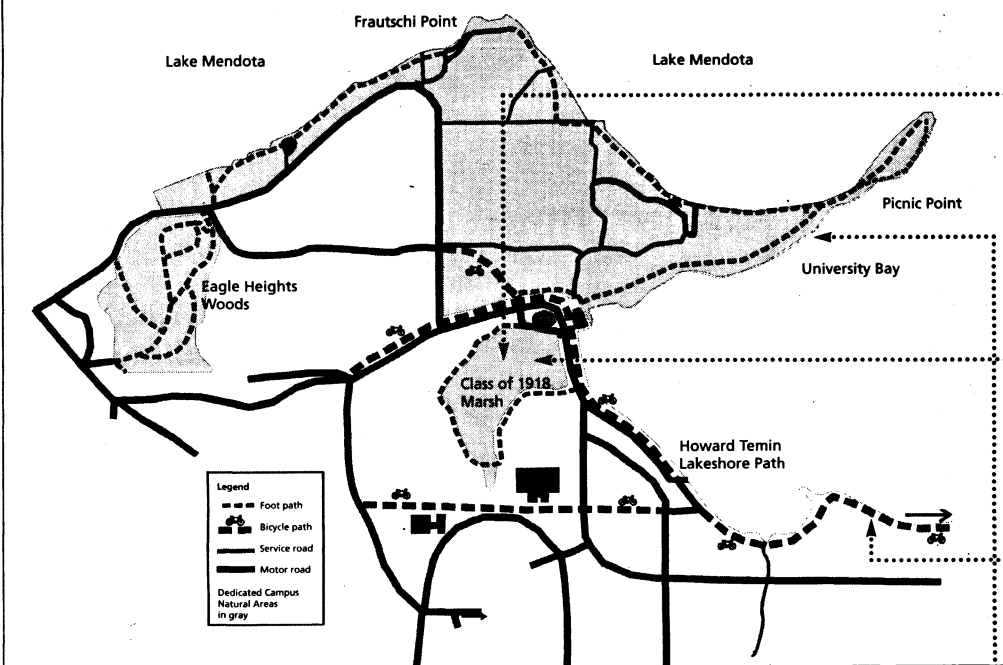 Frautschi Point
Lake Mendota
Lake Mendota
Picnic Point
University Bay
Eagle Heights
Woods
Class of 1918
Marsh
Howard Temin
Lakeshore Path
Legend
Foot path
Bicycle path
Service road
Motor road
Dedicated Campus
Natural Areas
in gray